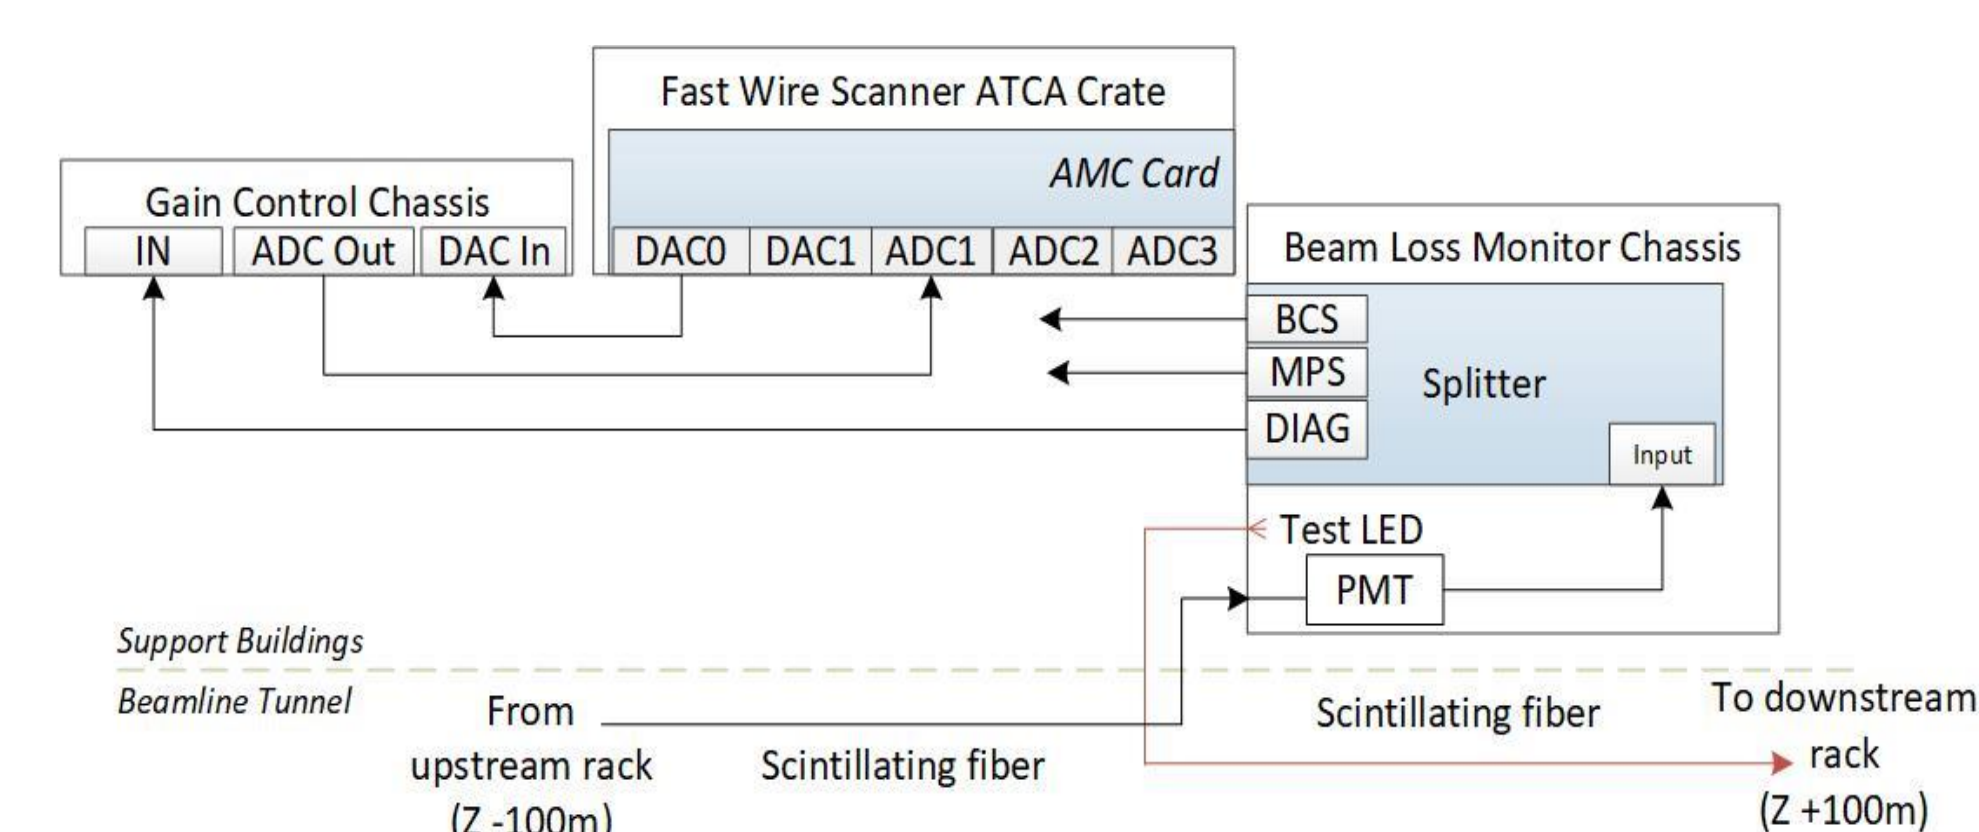 Fast Wire Scanner ATCA Crate
AMC Card
Gain Control Chassis
IN ADC Out DAC In
DAC0 DAC1 ADC1 ADC2 ADC3
Beam Loss Monitor Chassis
BCS
MPS
DIAG
Splitter
Input
Test LED
PMT
Support Buildings
Beamline Tunnel
From
upstream rack
(Z -100m)
Scintillating fiber
Scintillating fiber
To downstream
rack
(Z +100m)